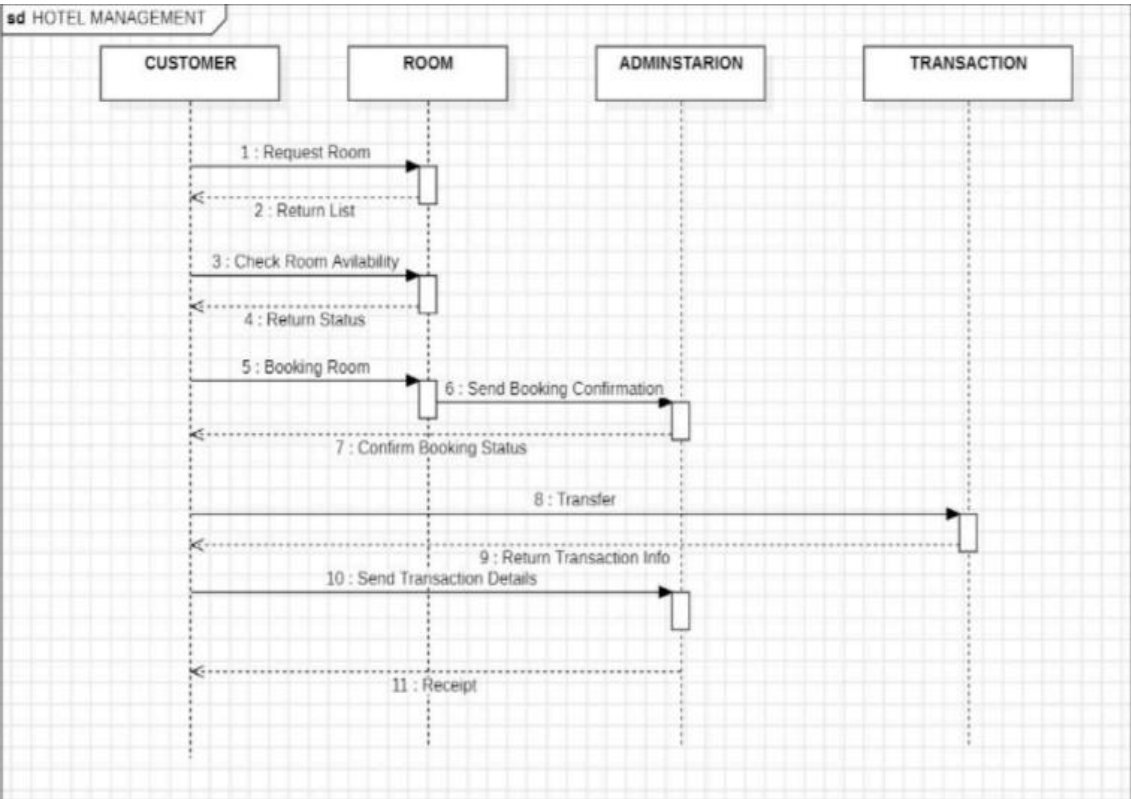 sd HOTEL MANAGEMENT
CUSTOMER
ROOM
ADMINSTARION
TRANSACTION
1 : Request Room
2 : Return List
3 : Check Room Avilability
4 : Return Status
5 : Booking Room
6 : Send Booking Confirmation
7 : Confirm Booking Status
8 : Transfer
9 : Return Transaction Info
10 : Send Transaction Details
11 : Receipt